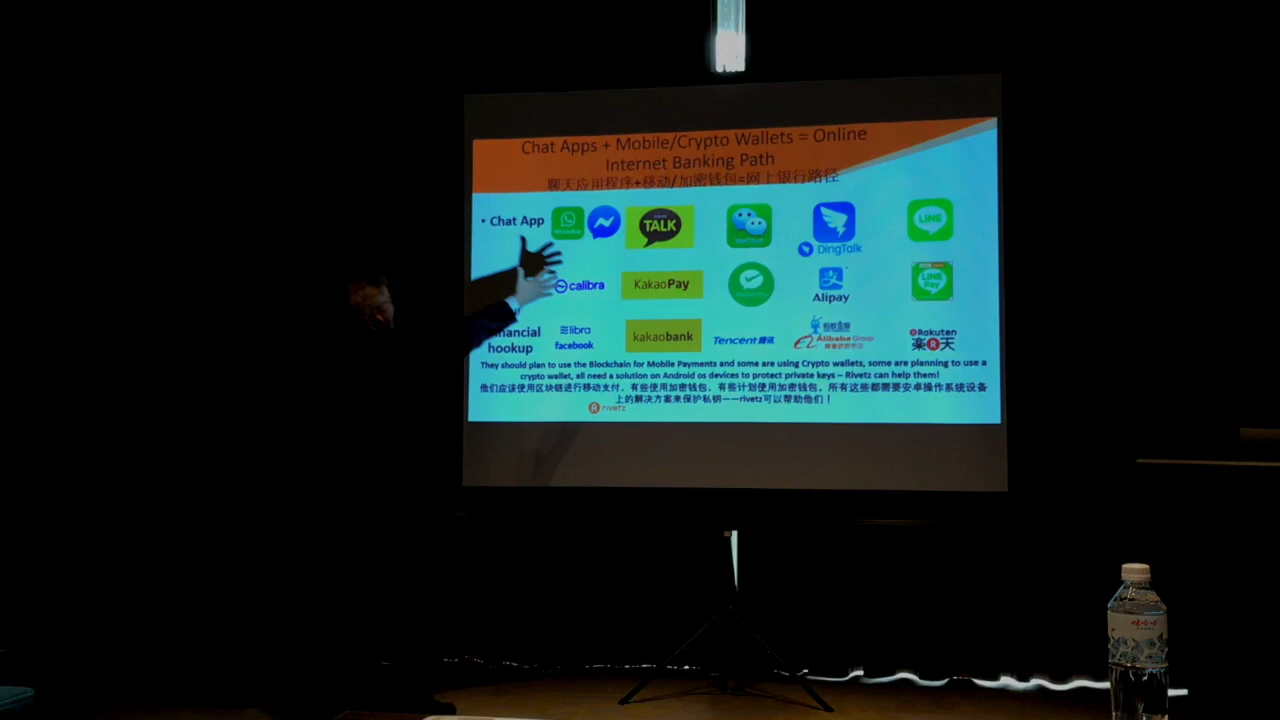 Chat Apps + Mobile/Crypto Wallets = Online
Internet Banking Path
聊天应用程序+移动/加密钱包=网上银行路径
• Chat App
WhatsApp
TALK
WeChat
DingTalk
LINE
calibra
KakaoPay
Alipay
LINE
Pay
hookup
libra
facebook
kakaobank
Tencent 腾讯
蚂蚁金服
Alibaba Group
Rakuten
楽天
They should plan to use the Blockchain for Mobile Payments and some are using Crypto wallets, some are planning to use a
crypto wallet, all need a solution on Android os devices to protect private keys – Rivetz can help them!
他们应该使用区块链进行移动支付，有些使用加密钱包，有些计划使用加密钱包，所有这些都需要安卓操作系统设备
上的解决方案来保护私钥——rivetz可以帮助他们！
R rivetz